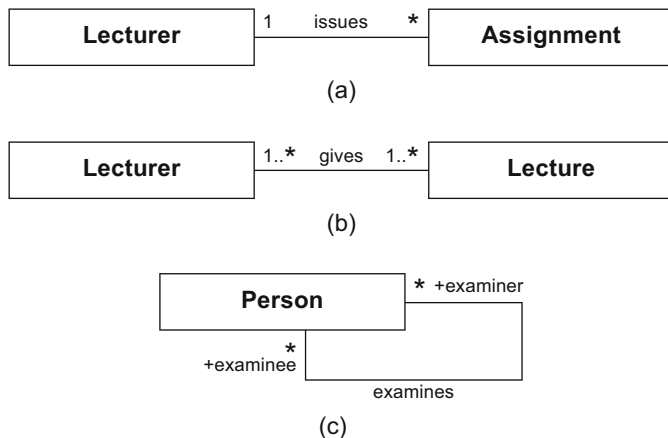 Lecturer 1 issues * Assignment
(a)
Lecturer 1..* gives 1..* Lecture
(b)
Person * +examiner
*
+examinee
examines
(c)